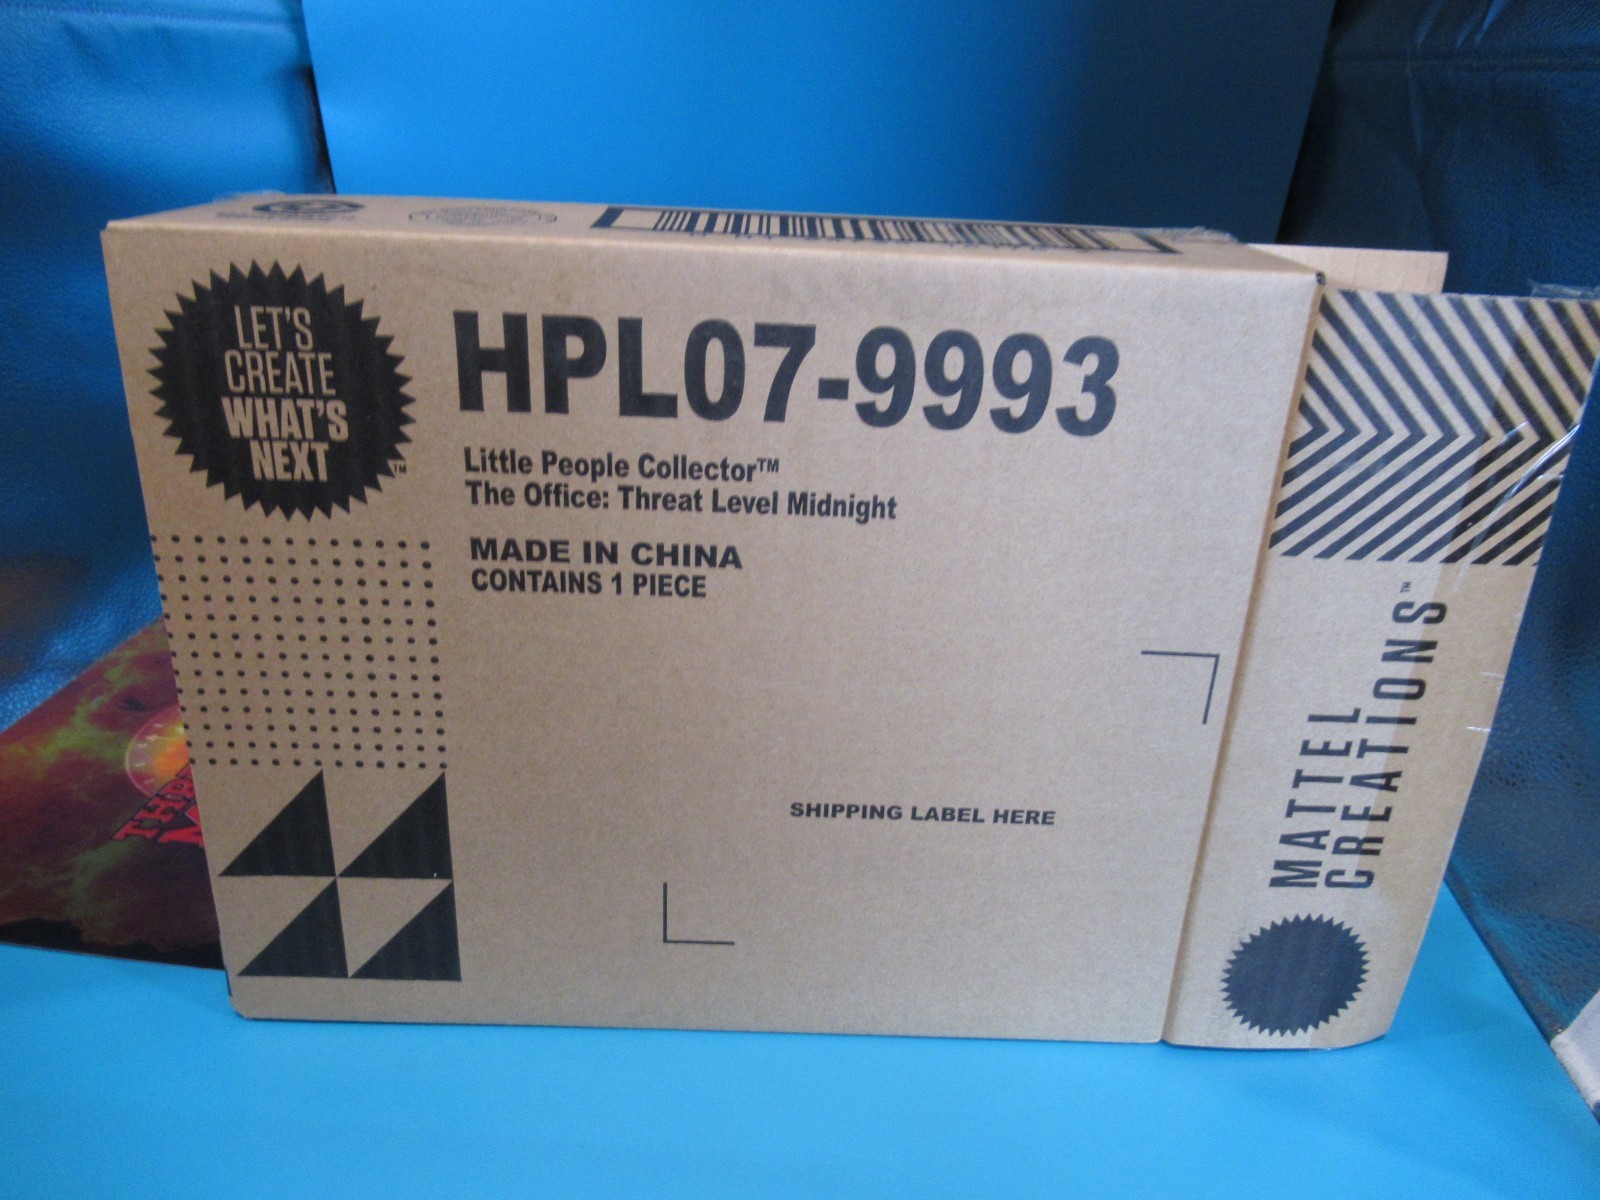 LET'S
CREATE
WHAT'S
NEXT™
HPL07-9993
Little People Collector™
The Office: Threat Level Midnight
MADE IN CHINA
CONTAINS 1 PIECE
SHIPPING LABEL HERE
MATTEL
CREATIONS™